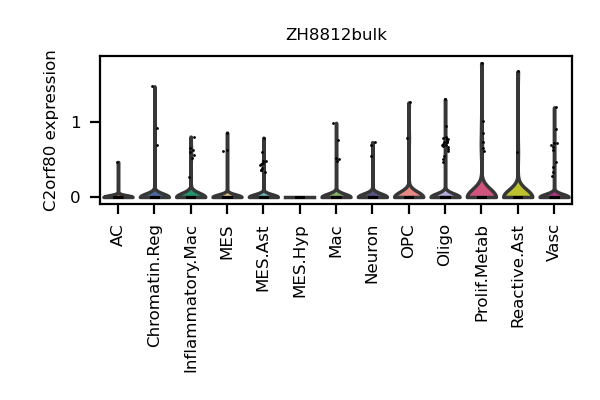 ZH8812bulk
C2orf80 expression
1
0
AC
Chromatin.Reg
Inflammatory.Mac
MES
MES.Ast
MES.Hyp
Mac
Neuron
OPC
Oligo
Prolif.Metab
Reactive.Ast
Vasc